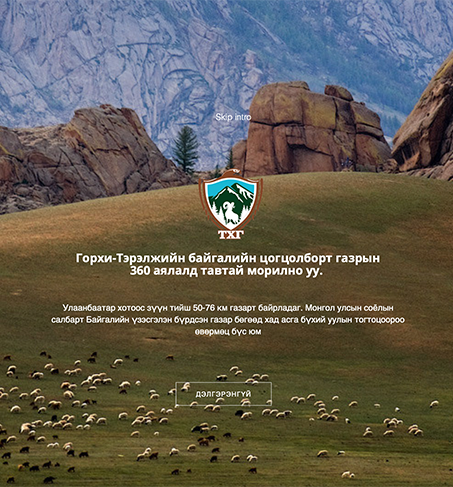 Skip intro
ТХГ
Горхи-Тэрэлжийн байгалийн цогцолборт газрын
360 аялалд тавтай морилно уу.
Улаанбаатар хотоос зүүн тийш 50-76 км газарт байрладаг. Монгол улсын соёлын
салбарт Байгалийн үзэсгэлэн бүрдсэн газар бөгөөд хад асга бүхий уулын тогтоцоороо
өвөрмөц бүс юм
ДЭЛГЭРЭНГҮЙ